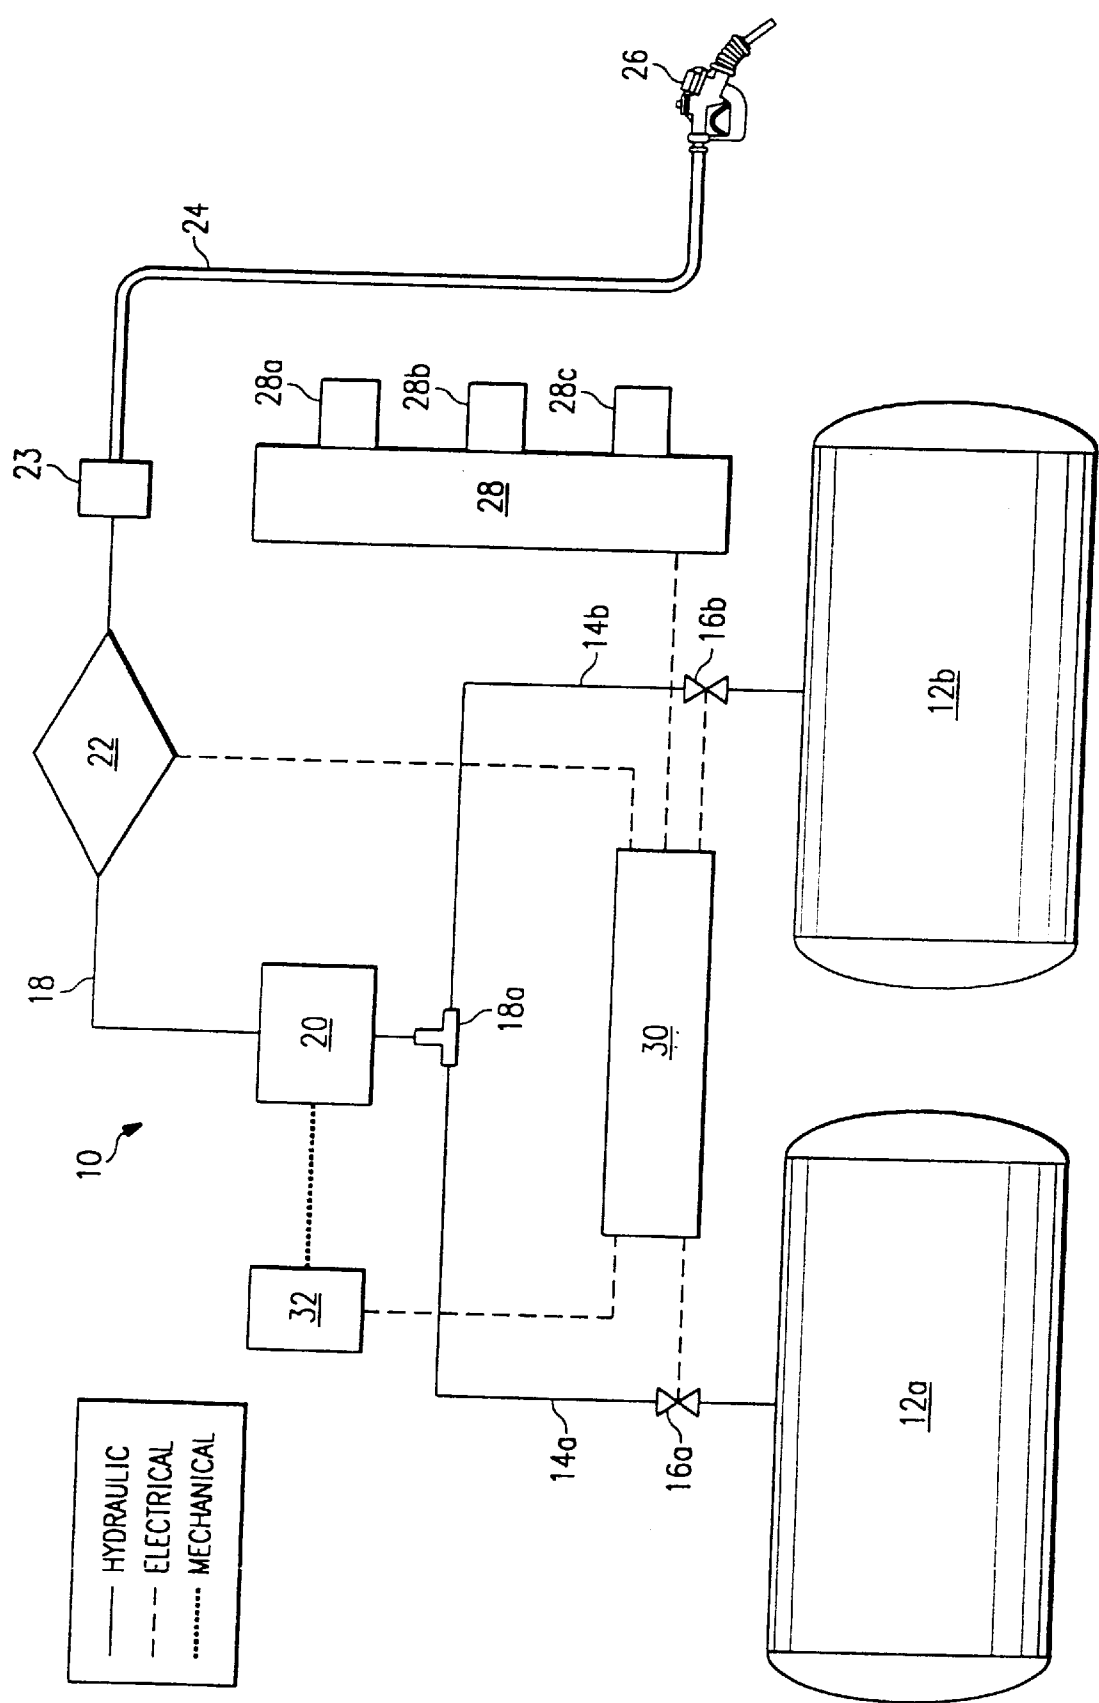 HYDRAULIC
ELECTRICAL
MECHANICAL
10
18
22
23
24
26
32
20
18a
28
28a
28b
28c
14a
16a
30
14b
16b
12a
12b